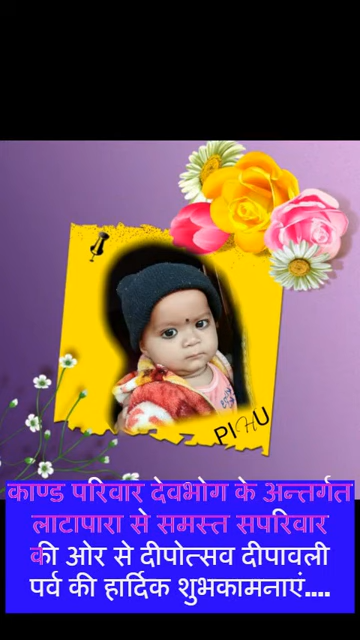 PIHU
काण्ड परिवार देवभोग के अन्तर्गत
लाटापारा से समस्त सपरिवार
की ओर से दीपोत्सव दीपावली
पर्व की हार्दिक शुभकामनाएं....